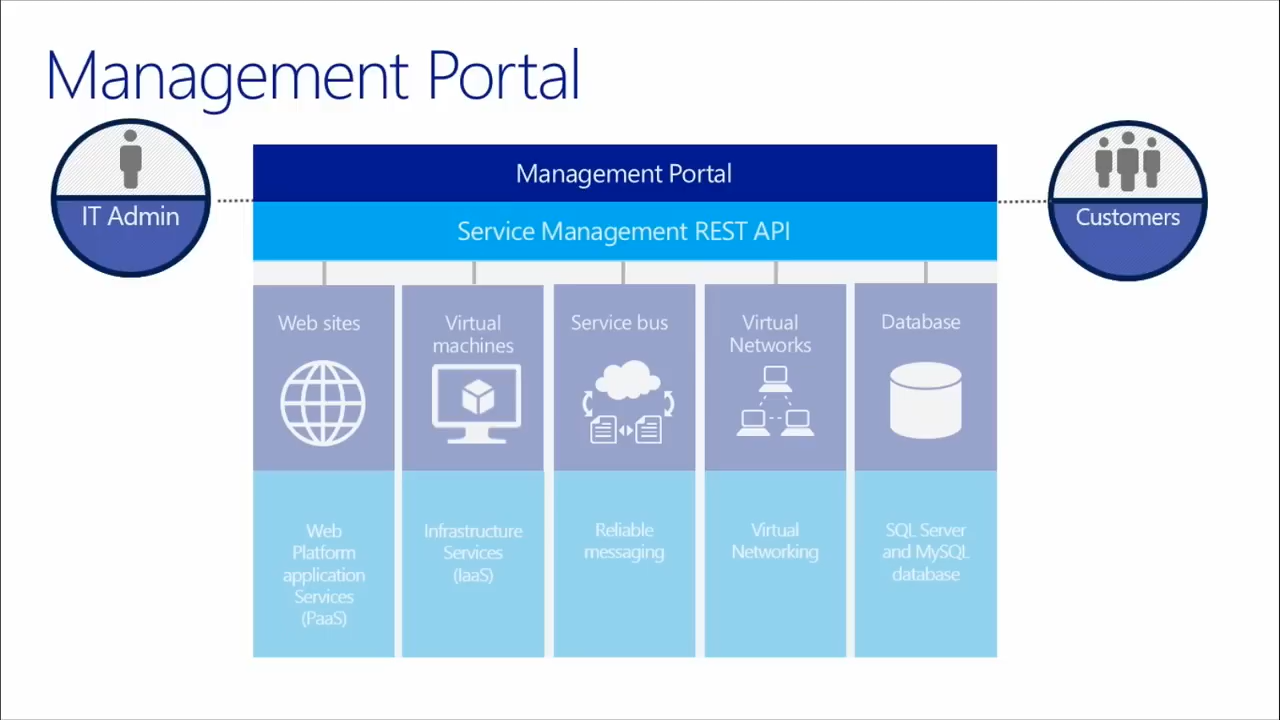 Management Portal
IT Admin
Management Portal
Service Management REST API
Customers
Web sites
Virtual
machines
Service bus
Virtual
Networks
Database
Web
Platform
application
Services
(PaaS)
Infrastructure
Services
(IaaS)
Reliable
messaging
Virtual
Networking
SQL Server
and MySQL
database